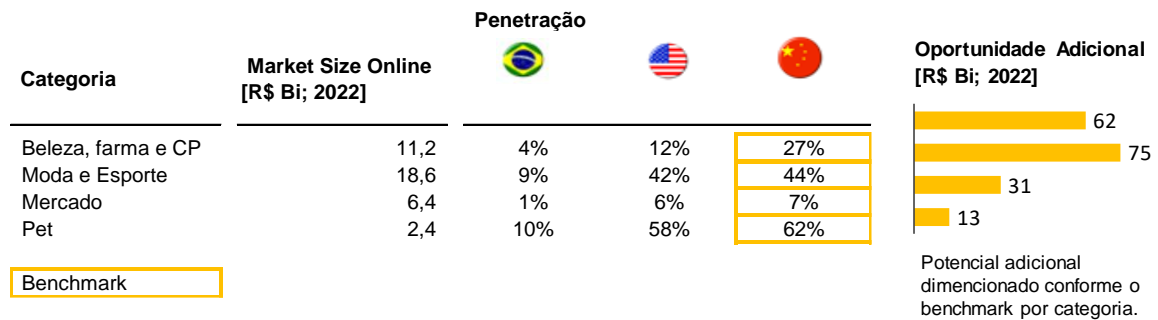 Penetração
Categoria
Market Size Online
[R$ Bi; 2022]
Oportunidade Adicional
[R$ Bi; 2022]
Beleza, farma e CP 11,2 4% 12% 27% 62
Moda e Esporte 18,6 9% 42% 44% 75
Mercado 6,4 1% 6% 7% 31
Pet 2,4 10% 58% 62% 13
Benchmark
Potencial adicional
dimencionado conforme o
benchmark por categoria.